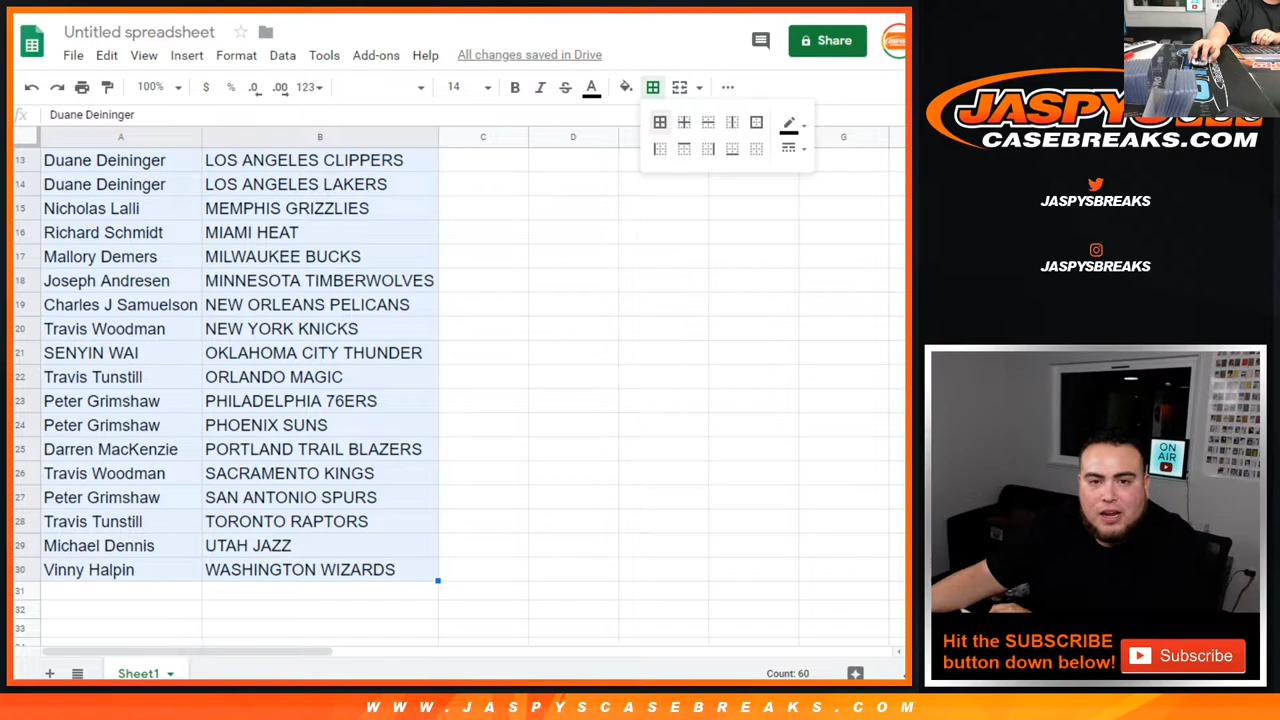 Untitled spreadsheet
File Edit View Insert Format Data Tools Add-ons Help All changes saved in Drive
Share
100% $ % .0 .00 123 14 B I S A
fx Duane Deininger
A B C D G
13 Duane Deininger LOS ANGELES CLIPPERS
14 Duane Deininger LOS ANGELES LAKERS
15 Nicholas Lalli MEMPHIS GRIZZLIES
16 Richard Schmidt MIAMI HEAT
17 Mallory Demers MILWAUKEE BUCKS
18 Joseph Andresen MINNESOTA TIMBERWOLVES
19 Charles J Samuelson NEW ORLEANS PELICANS
20 Travis Woodman NEW YORK KNICKS
21 SENYIN WAI OKLAHOMA CITY THUNDER
22 Travis Tunstill ORLANDO MAGIC
23 Peter Grimshaw PHILADELPHIA 76ERS
24 Peter Grimshaw PHOENIX SUNS
25 Darren MacKenzie PORTLAND TRAIL BLAZERS
26 Travis Woodman SACRAMENTO KINGS
27 Peter Grimshaw SAN ANTONIO SPURS
28 Travis Tunstill TORONTO RAPTORS
29 Michael Dennis UTAH JAZZ
30 Vinny Halpin WASHINGTON WIZARDS
31
32
33
Sheet1
Count: 60
CASEBREAKS.COM
JASPYSBREAKS
JASPYSBREAKS
ON
AIR
Hit the SUBSCRIBE
button down below!
Subscribe
WWW.JASPYSCASEBREAKS.COM